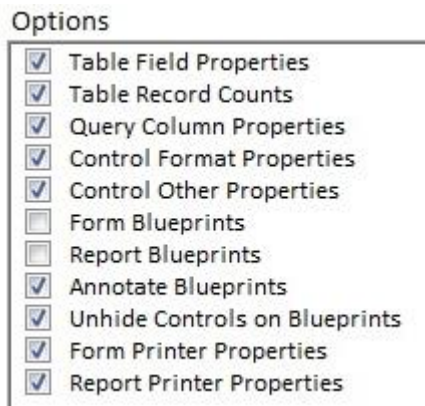 Options
Table Field Properties
Table Record Counts
Query Column Properties
Control Format Properties
Control Other Properties
Form Blueprints
Report Blueprints
Annotate Blueprints
Unhide Controls on Blueprints
Form Printer Properties
Report Printer Properties